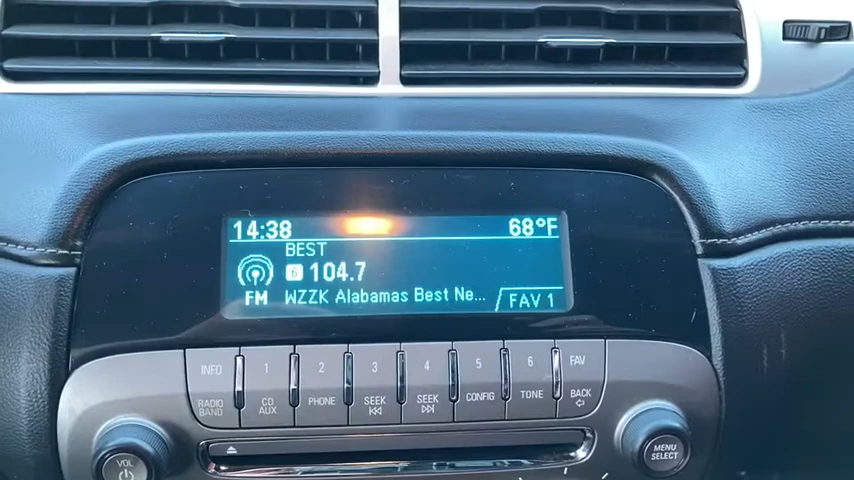 14:38
68°F
BEST
6 104.7
FM
WZZK Alabamas Best Ne...
FAV 1
INFO
1
2
3
4
5
6
FAV
RADIO
BAND
CD
AUX
PHONE
SEEK
SEEK
CONFIG
TONE
BACK
VOL
MENU
SELECT